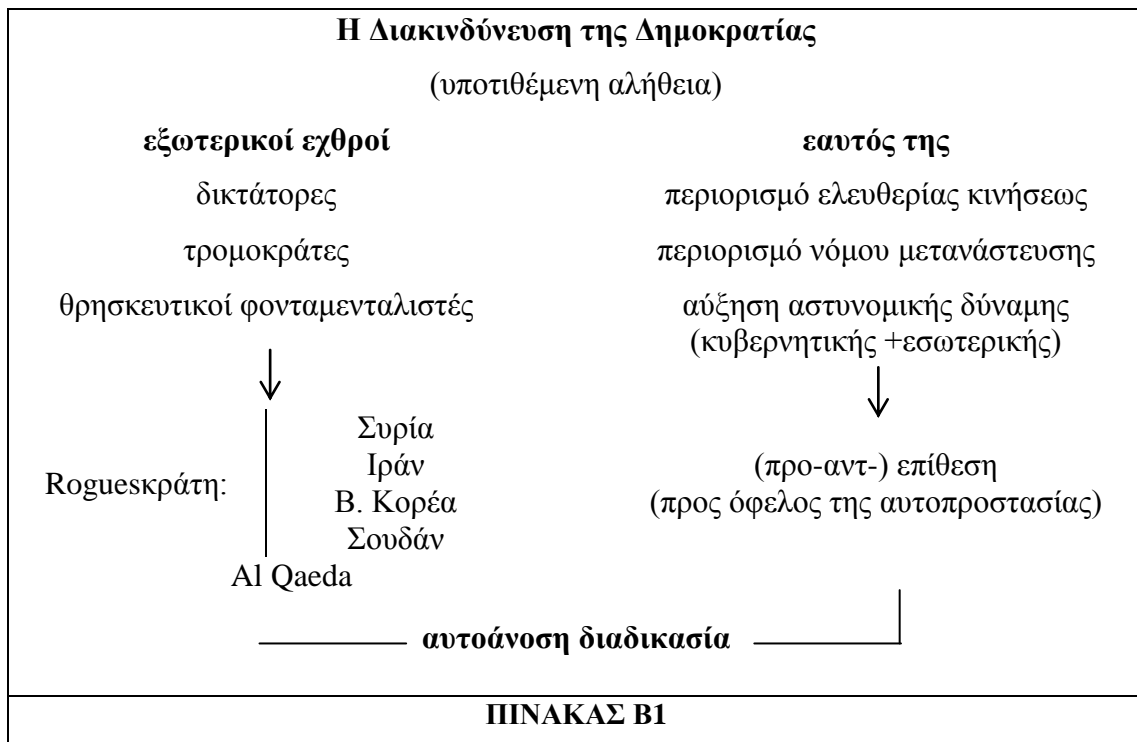 Η Διακινδύνευση της Δημοκρατίας
(υποτιθέμενη αλήθεια)
εξωτερικοί εχθροί
δικτάτορες
τρομοκράτες
θρησκευτικοί φονταμενταλιστές
Roguesκράτη:
Συρία
Ιράν
Β. Κορέα
Σουδάν
Al Qaeda
εαυτός της
περιορισμό ελευθερίας κινήσεως
περιορισμό νόμου μετανάστευσης
αύξηση αστυνομικής δύναμης
(κυβερνητικής +εσωτερικής)
(προ-αντ-) επίθεση
(προς όφελος της αυτοπροστασίας)
αυτοάνοση διαδικασία
ΠΙΝΑΚΑΣ Β1